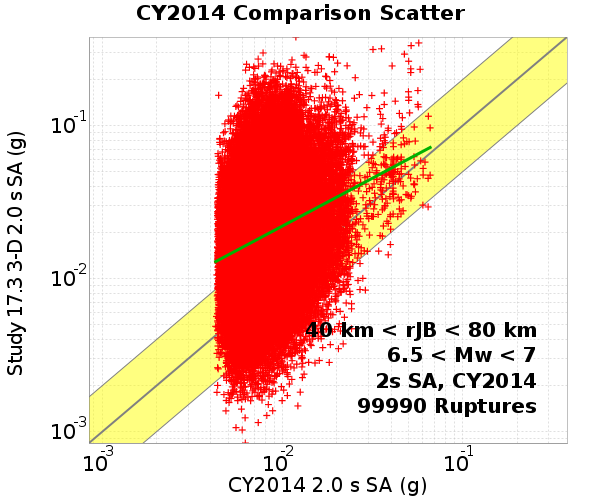 CY2014 Comparison Scatter
Study 17.3 3-D 2.0 s SA (g)
10-1
10-2
10-3
40 km < rJB < 80 km
6.5 < Mw < 7
2s SA, CY2014
99990 Ruptures
10-3 10-2 10-1
CY2014 2.0 s SA (g)